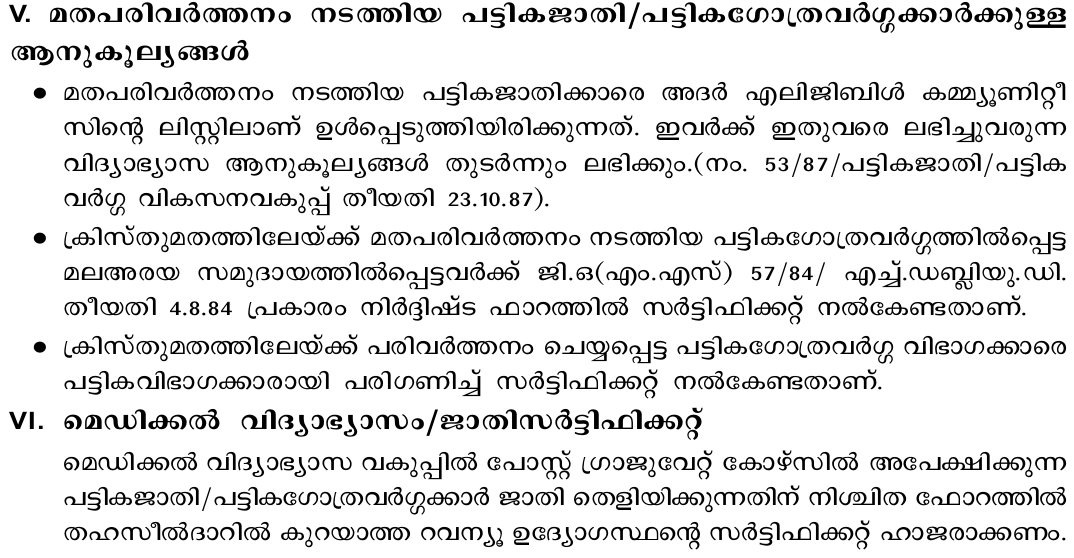 V. മതപരിവർത്തനം നടത്തിയ പട്ടികജാതി/പട്ടികഗോത്രവർഗ്ഗക്കാർക്കുള്ള
ആനുകൂല്യങ്ങൾ
● മതപരിവർത്തനം നടത്തിയ പട്ടികജാതിക്കാരെ അദർ എലിജിബിൾ കമ്മ്യൂണിറ്റീ
സിന്റെ ലിസ്റ്റിലാണ് ഉൾപ്പെടുത്തിയിരിക്കുന്നത്. ഇവർക്ക് ഇതുവരെ ലഭിച്ചുവരുന്ന
വിദ്യാഭ്യാസ ആനുകൂല്യങ്ങൾ തുടർന്നും ലഭിക്കും.(നം. 53/87/പട്ടികജാതി/പട്ടിക
വർഗ്ഗ വികസനവകുപ്പ് തീയതി 23.10.87).
● ക്രിസ്തുമതത്തിലേയ്ക്ക് മതപരിവർത്തനം നടത്തിയ പട്ടികഗോത്രവർഗ്ഗത്തിൽപ്പെട്ട
മലഅരയ സമുദായത്തിൽപ്പെട്ടവർക്ക് ജി.ഒ(എം.എസ്) 57/84/ എച്ച്.ഡബ്ലിയു.ഡി.
തീയതി 4.8.84 പ്രകാരം നിർദ്ദിഷ്ട ഫാറത്തിൽ സർട്ടിഫിക്കറ്റ് നൽകേണ്ടതാണ്.
● ക്രിസ്തുമതത്തിലേയ്ക്ക് പരിവർത്തനം ചെയ്യപ്പെട്ട പട്ടികഗോത്രവർഗ്ഗ വിഭാഗക്കാരെ
പട്ടികവിഭാഗക്കാരായി പരിഗണിച്ച് സർട്ടിഫിക്കറ്റ് നൽകേണ്ടതാണ്.
VI. മെഡിക്കൽ വിദ്യാഭ്യാസം/ജാതിസർട്ടിഫിക്കറ്റ്
മെഡിക്കൽ വിദ്യാഭ്യാസ വകുപ്പിൽ പോസ്റ്റ് ഗ്രാജുവേറ്റ് കോഴ്സിൽ അപേക്ഷിക്കുന്ന
പട്ടികജാതി/പട്ടികഗോത്രവർഗ്ഗക്കാർ ജാതി തെളിയിക്കുന്നതിന് നിശ്ചിത ഫോറത്തിൽ
തഹസീൽദാറിൽ കുറയാത്ത റവന്യൂ ഉദ്യോഗസ്ഥന്റെ സർട്ടിഫിക്കറ്റ് ഹാജരാക്കണം.